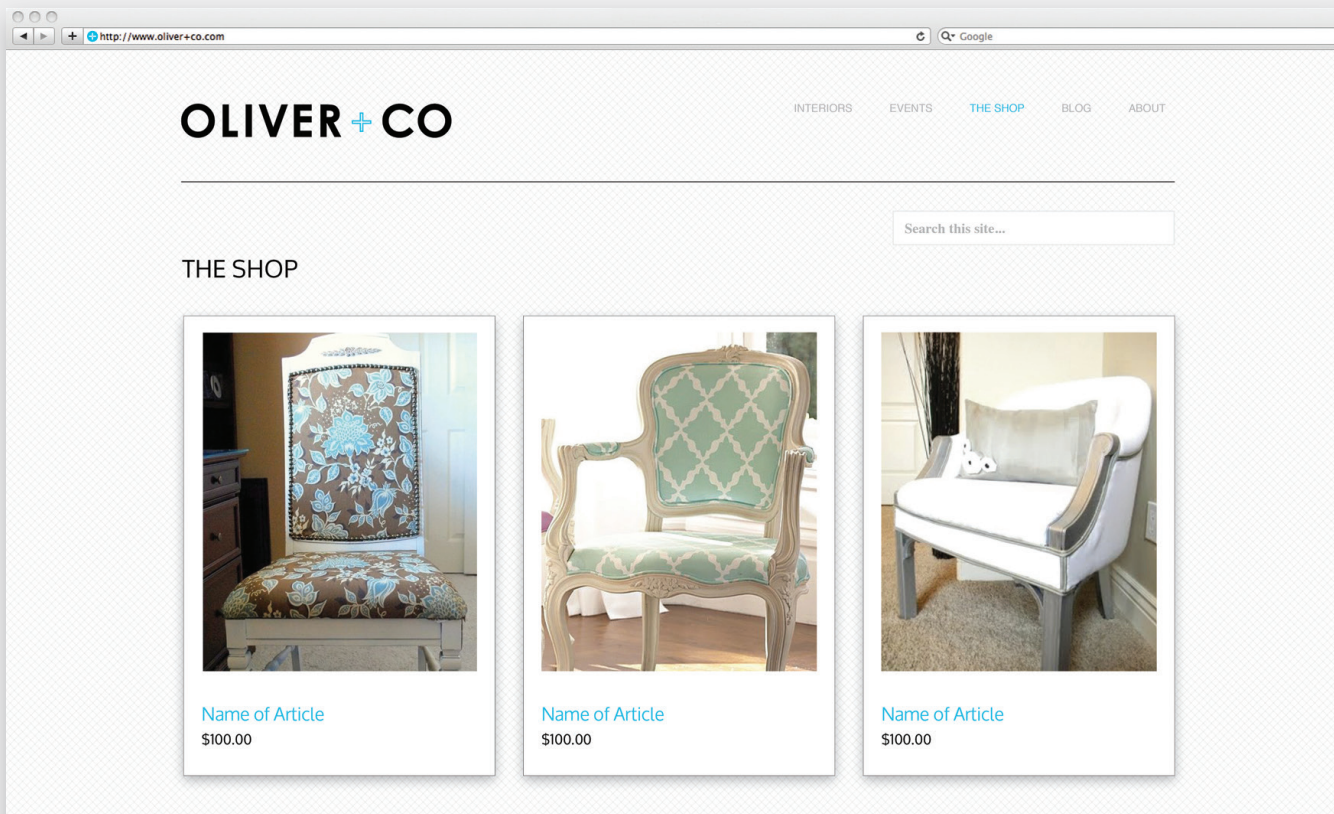 http://www.oliver+co.com
Google
OLIVER + CO
INTERIORS EVENTS THE SHOP BLOG ABOUT
Search this site...
THE SHOP
Name of Article
$100.00
Name of Article
$100.00
Name of Article
$100.00